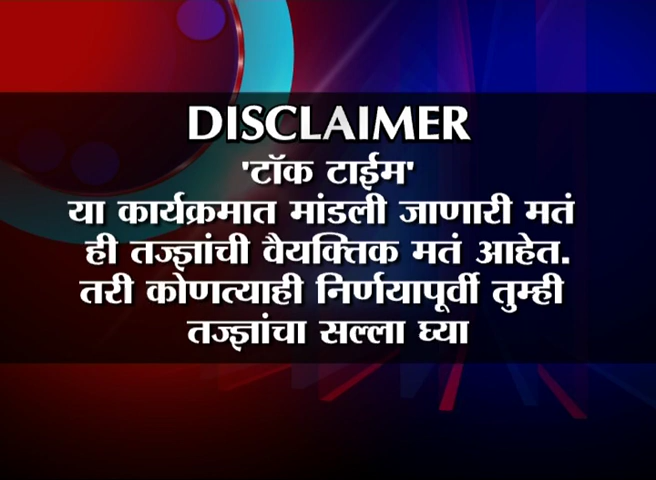 DISCLAIMER
'टॉक टाईम'
या कार्यक्रमात मांडली जाणारी मतं
ही तज्ज्ञांची वैयक्तिक मतं आहेत.
तरी कोणत्याही निर्णयापूर्वी तुम्ही
तज्ज्ञांचा सल्ला घ्या